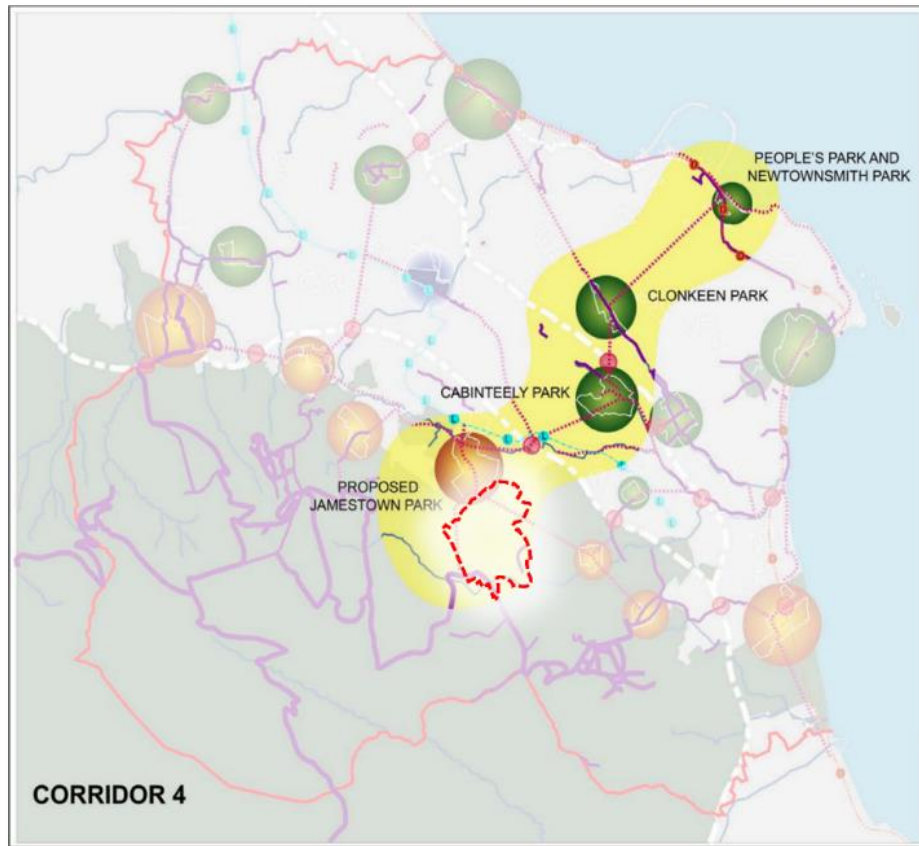 PEOPLE'S PARK AND
NEWTOWNSMITH PARK
CLONKEEN PARK
CABINTEELY PARK
PROPOSED
JAMESTOWN PARK
CORRIDOR 4